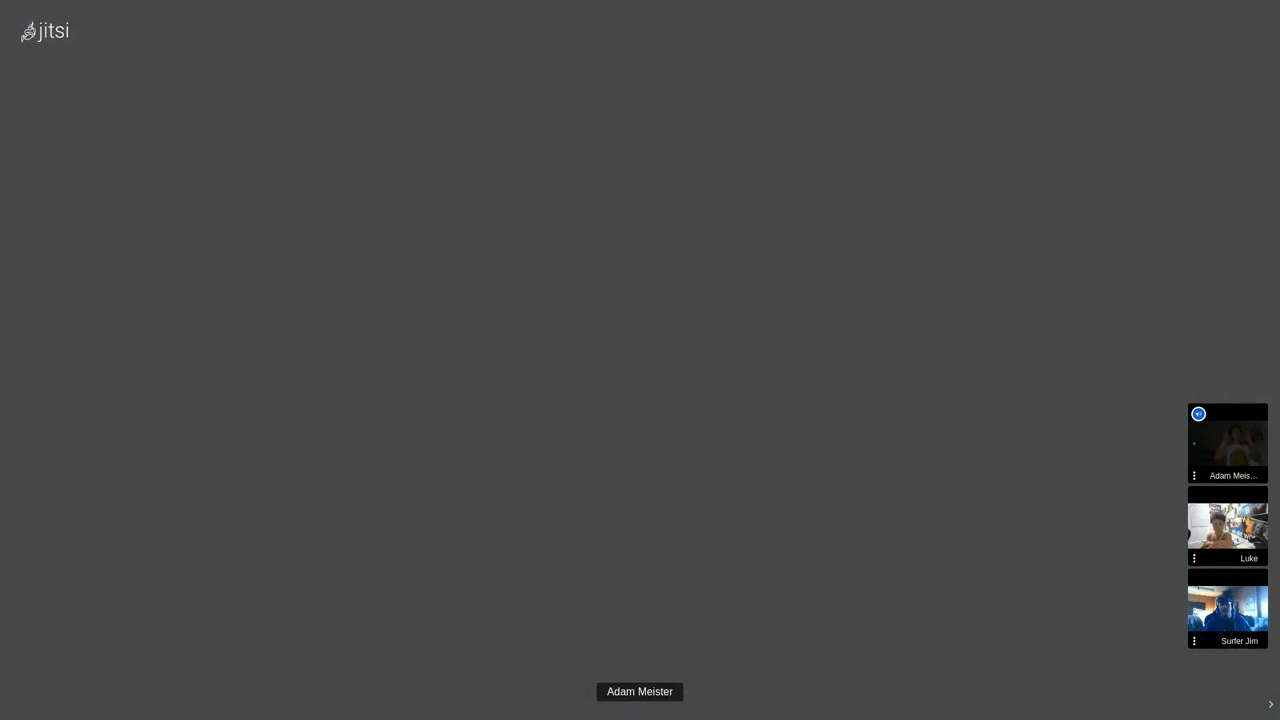 jitsi
Adam Meis...
Luke
Surfer Jim
Adam Meister